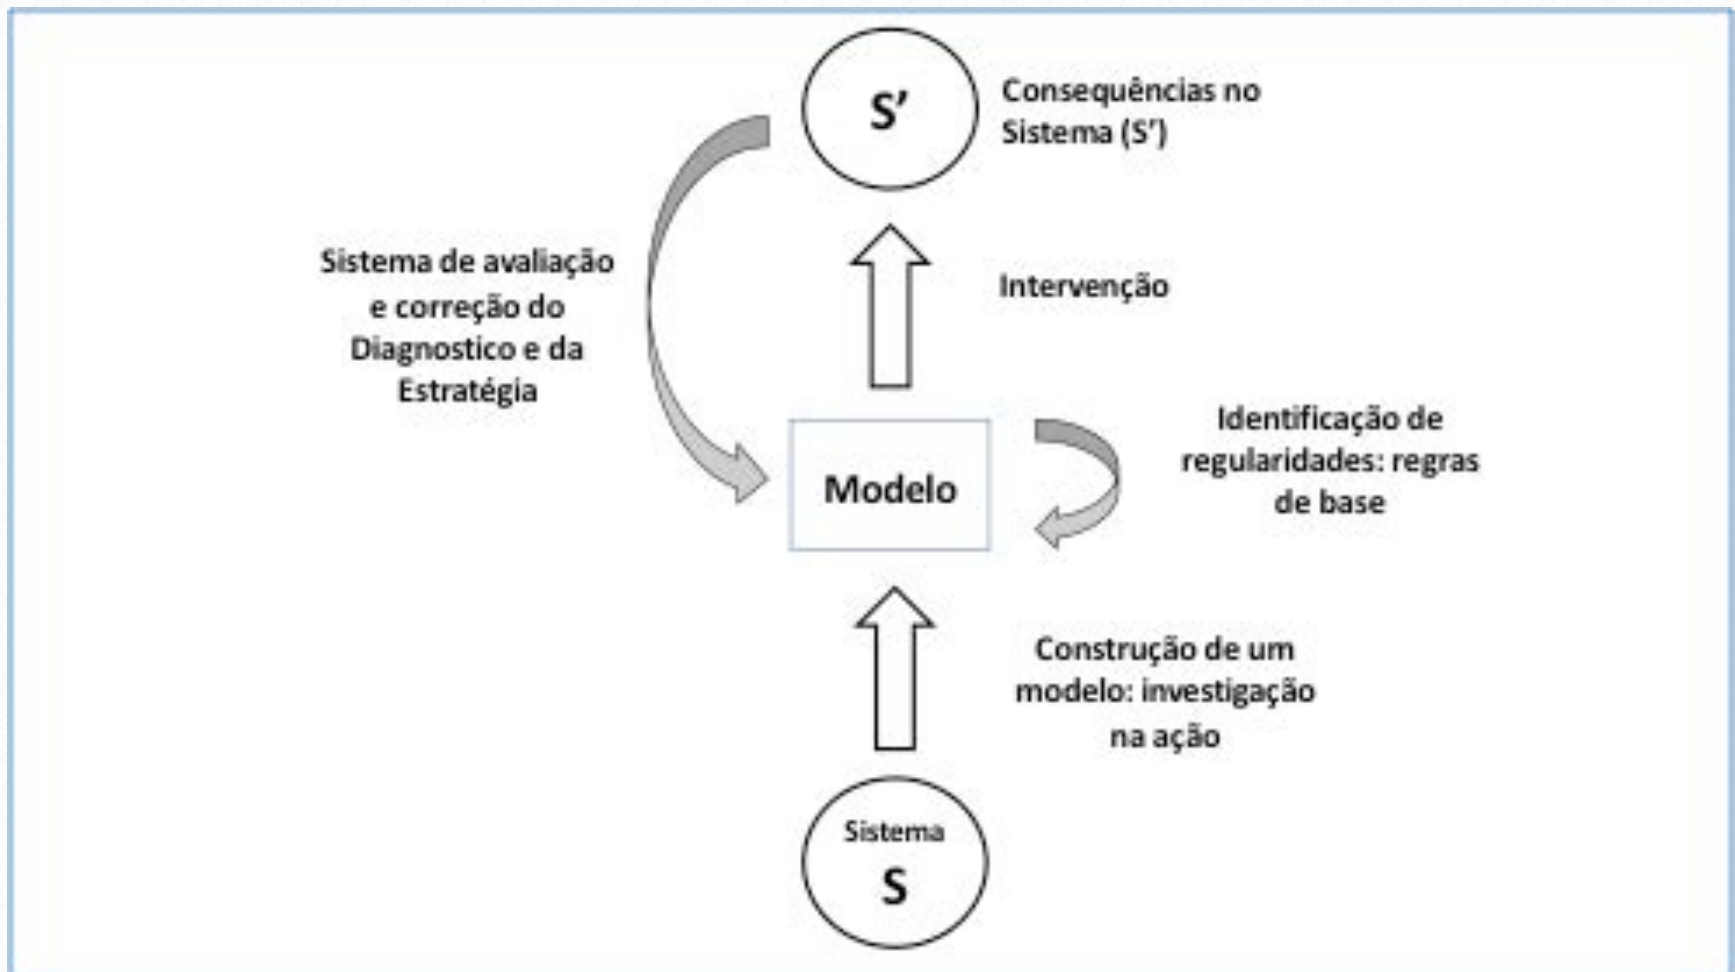 S’
Consequências no
Sistema (S’)
Sistema de avaliação
e correção do
Diagnostico e da
Estratégia
Intervenção
Modelo
Identificação de
regularidades: regras
de base
Construção de um
modelo: investigação
na ação
Sistema
S